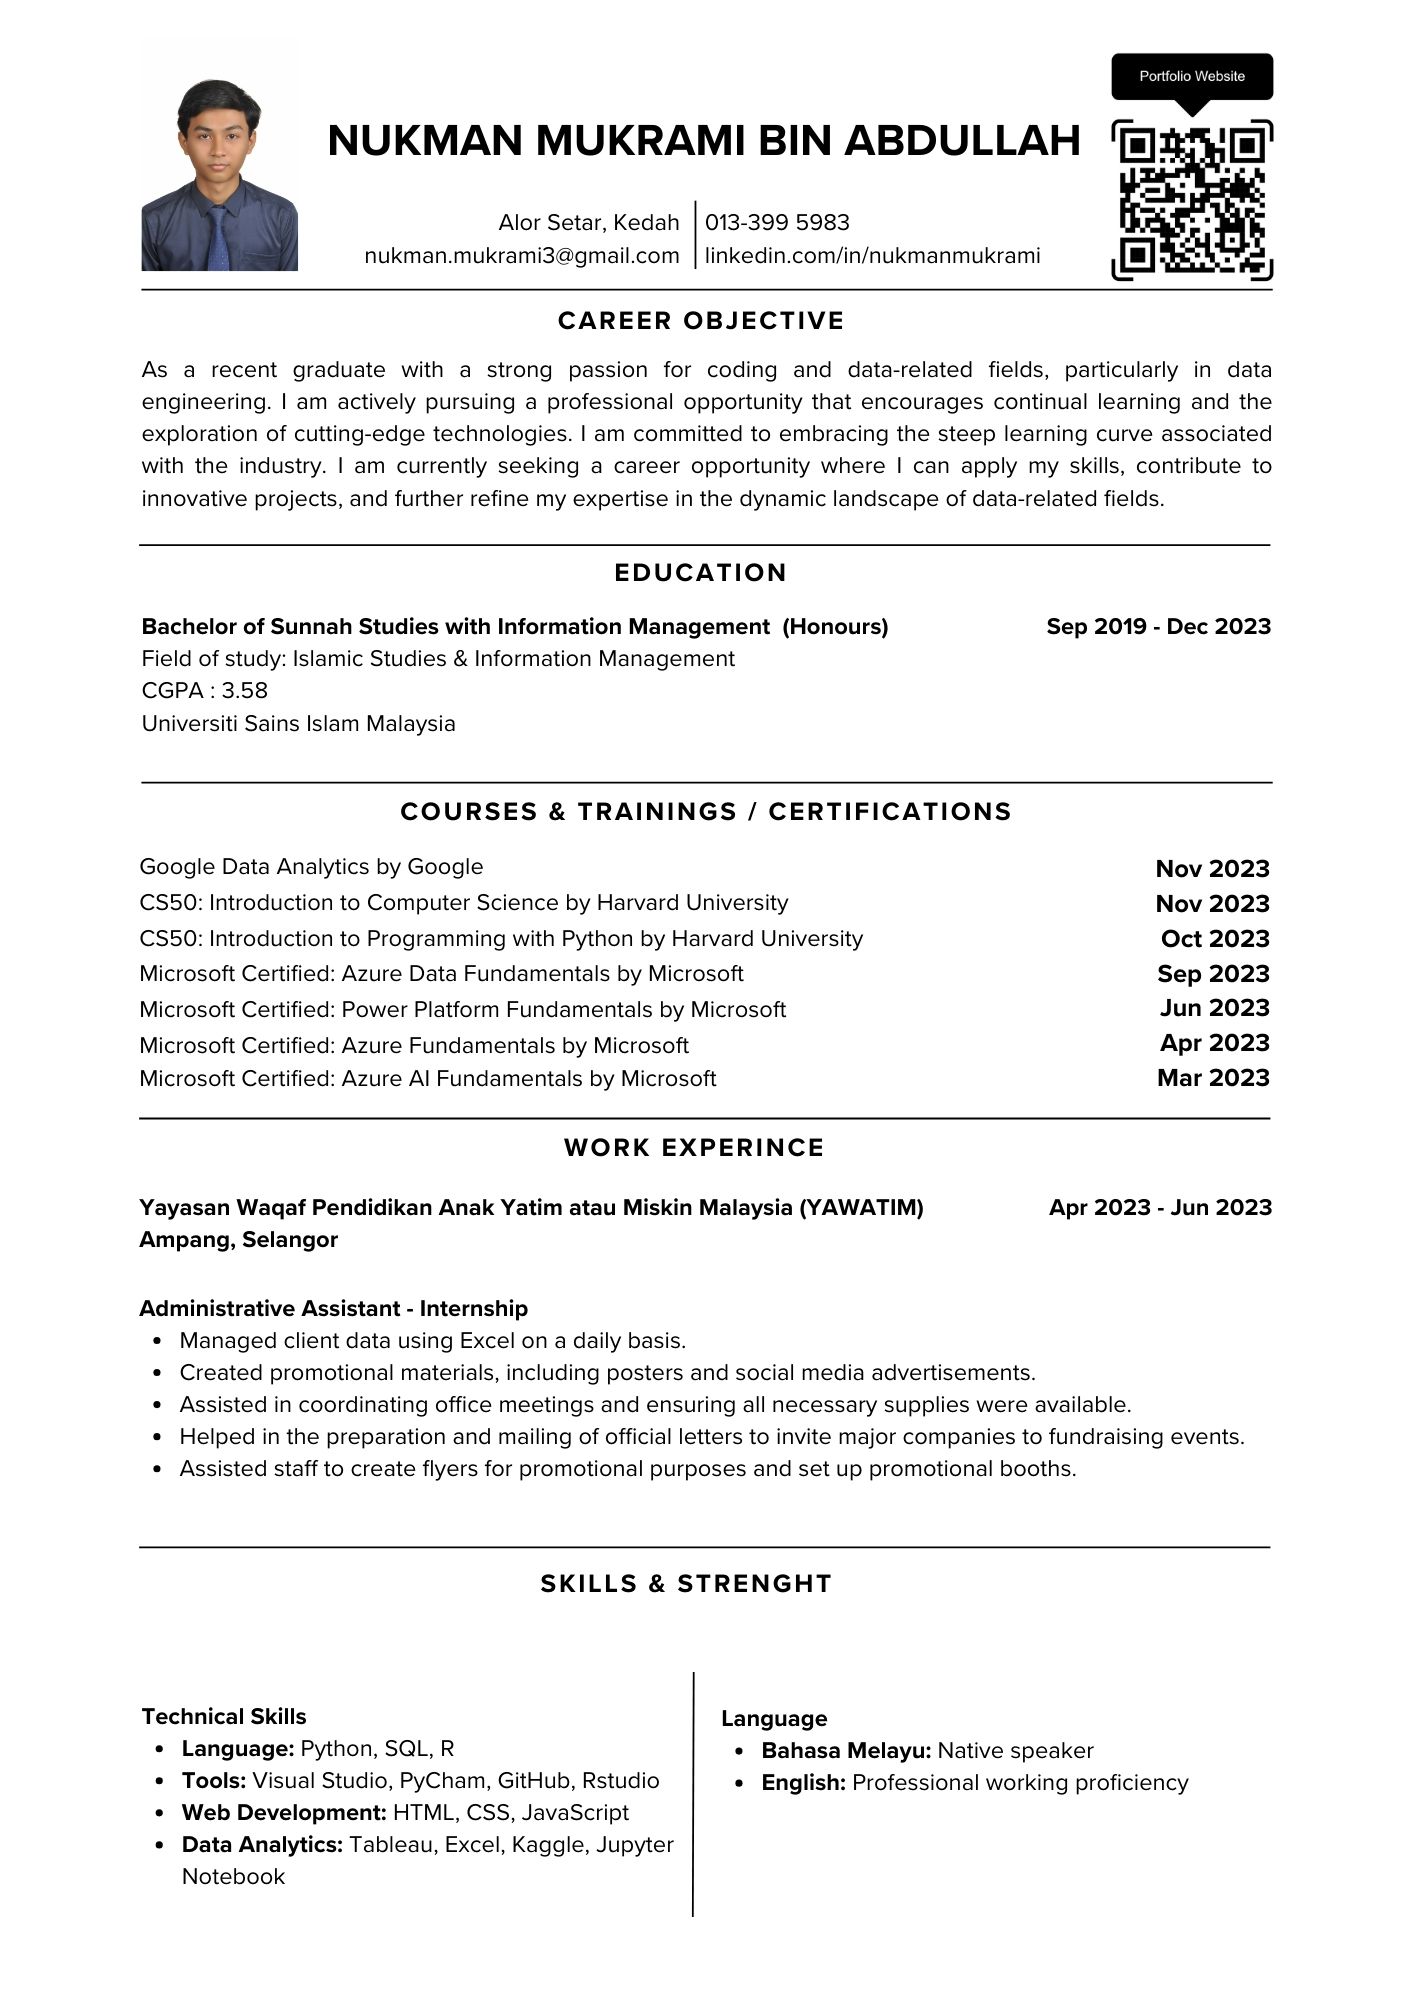 Portfolio Website
NUKMAN MUKRAMI BIN ABDULLAH
Alor Setar, Kedah
nukman.mukrami3@gmail.com
013-399 5983
linkedin.com/in/nukmanmukrami
CAREER OBJECTIVE
As a recent graduate with a strong passion for coding and data-related fields, particularly in data
engineering. I am actively pursuing a professional opportunity that encourages continual learning and the
exploration of cutting-edge technologies. I am committed to embracing the steep learning curve associated
with the industry. I am currently seeking a career opportunity where I can apply my skills, contribute to
innovative projects, and further refine my expertise in the dynamic landscape of data-related fields.
EDUCATION
Bachelor of Sunnah Studies with Information Management (Honours) Sep 2019 - Dec 2023
Field of study: Islamic Studies & Information Management
CGPA : 3.58
Universiti Sains Islam Malaysia
COURSES & TRAININGS / CERTIFICATIONS
Google Data Analytics by Google Nov 2023
CS50: Introduction to Computer Science by Harvard University Nov 2023
CS50: Introduction to Programming with Python by Harvard University Oct 2023
Microsoft Certified: Azure Data Fundamentals by Microsoft Sep 2023
Microsoft Certified: Power Platform Fundamentals by Microsoft Jun 2023
Microsoft Certified: Azure Fundamentals by Microsoft Apr 2023
Microsoft Certified: Azure AI Fundamentals by Microsoft Mar 2023
WORK EXPERINCE
Yayasan Waqaf Pendidikan Anak Yatim atau Miskin Malaysia (YAWATIM) Apr 2023 - Jun 2023
Ampang, Selangor
Administrative Assistant - Internship
• Managed client data using Excel on a daily basis.
• Created promotional materials, including posters and social media advertisements.
• Assisted in coordinating office meetings and ensuring all necessary supplies were available.
• Helped in the preparation and mailing of official letters to invite major companies to fundraising events.
• Assisted staff to create flyers for promotional purposes and set up promotional booths.
SKILLS & STRENGHT
Technical Skills
• Language: Python, SQL, R
• Tools: Visual Studio, PyCham, GitHub, Rstudio
• Web Development: HTML, CSS, JavaScript
• Data Analytics: Tableau, Excel, Kaggle, Jupyter
Notebook
Language
• Bahasa Melayu: Native speaker
• English: Professional working proficiency